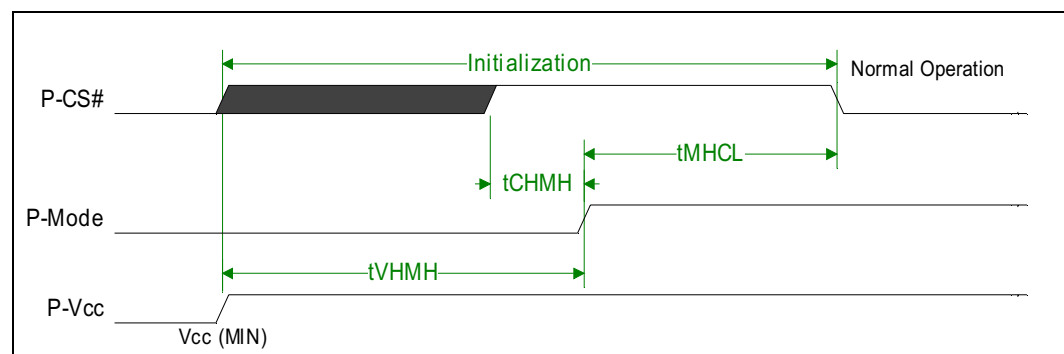 Initialization
Normal Operation
P-CS#
tMHCL
tCHMH
P-Mode
tVHMH
P-Vcc
Vcc (MIN)